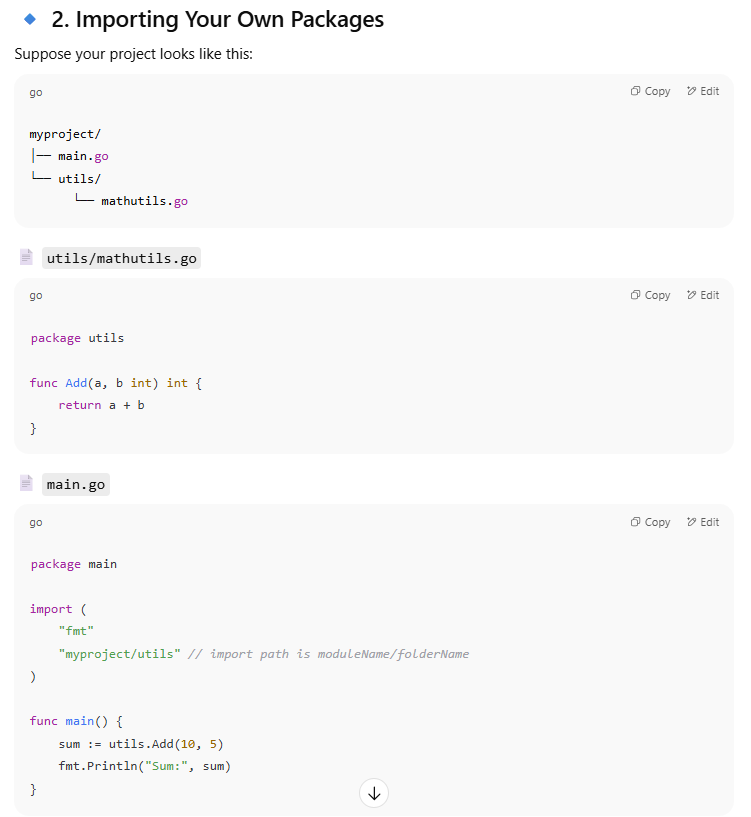 2. Importing Your Own Packages
Suppose your project looks like this:
go Copy Edit
myproject/
├── main.go
└── utils/
      └── mathutils.go
utils/mathutils.go
go Copy Edit
package utils
func Add(a, b int) int {
    return a + b
}
main.go
go Copy Edit
package main
import (
    "fmt"
    "myproject/utils" // import path is moduleName/folderName
)
func main() {
    sum := utils.Add(10, 5)
    fmt.Println("Sum:", sum)
}